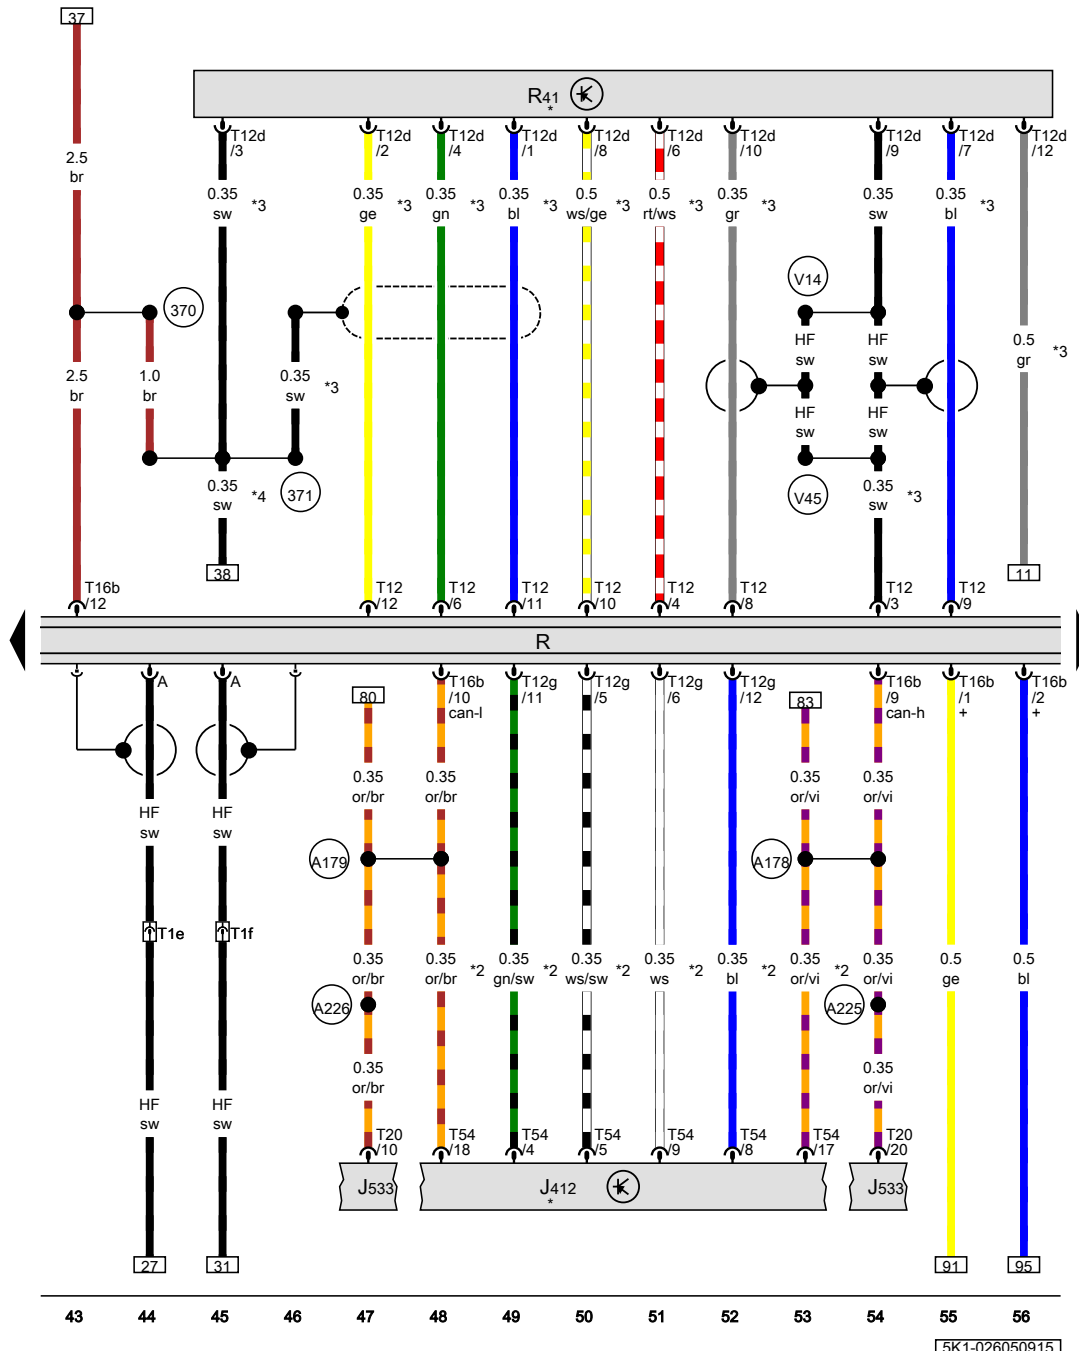 37
R41
*
T12d
/3
T12d
/2
T12d
/4
T12d
/1
T12d
/8
T12d
/6
T12d
/10
T12d
/9
T12d
/7
T12d
/12
2.5
br
0.35
sw
*3
0.35
ge
*3
0.35
gn
*3
0.35
bl
*3
0.5
ws/ge
*3
0.5
rt/ws
*3
0.35
gr
*3
0.35
sw
0.35
bl
*3
V14
370
HF
sw
HF
sw
0.5
gr
*3
2.5
br
1.0
br
0.35
sw
*3
HF
sw
HF
sw
0.35
sw
*4
371
V45
0.35
sw
*3
38
11
T16b
/12
T12
/12
T12
/6
T12
/11
T12
/10
T12
/4
T12
/8
T12
/3
T12
/9
R
A
A
80
T16b
/10
can-l
T12g
/11
T12g
/5
T12g
/6
T12g
/12
83
T16b
/9
can-h
T16b
/1
+
T16b
/2
+
0.35
or/br
0.35
or/br
0.35
or/vi
0.35
or/vi
HF
sw
HF
sw
A179
A178
T1e
T1f
0.35
or/br
0.35
or/br
*2
0.35
gn/sw
*2
0.35
ws/sw
*2
0.35
ws
*2
0.35
bl
*2
0.35
or/vi
*2
0.35
or/vi
0.5
ge
0.5
bl
A226
A225
0.35
or/br
0.35
or/vi
HF
sw
HF
sw
T20
/10
T54
/18
T54
/4
T54
/5
T54
/9
T54
/8
T54
/17
T20
/20
J533
J412
*
J533
27
31
91
95
43 44 45 46 47 48 49 50 51 52 53 54 55 56
5K1-026050915